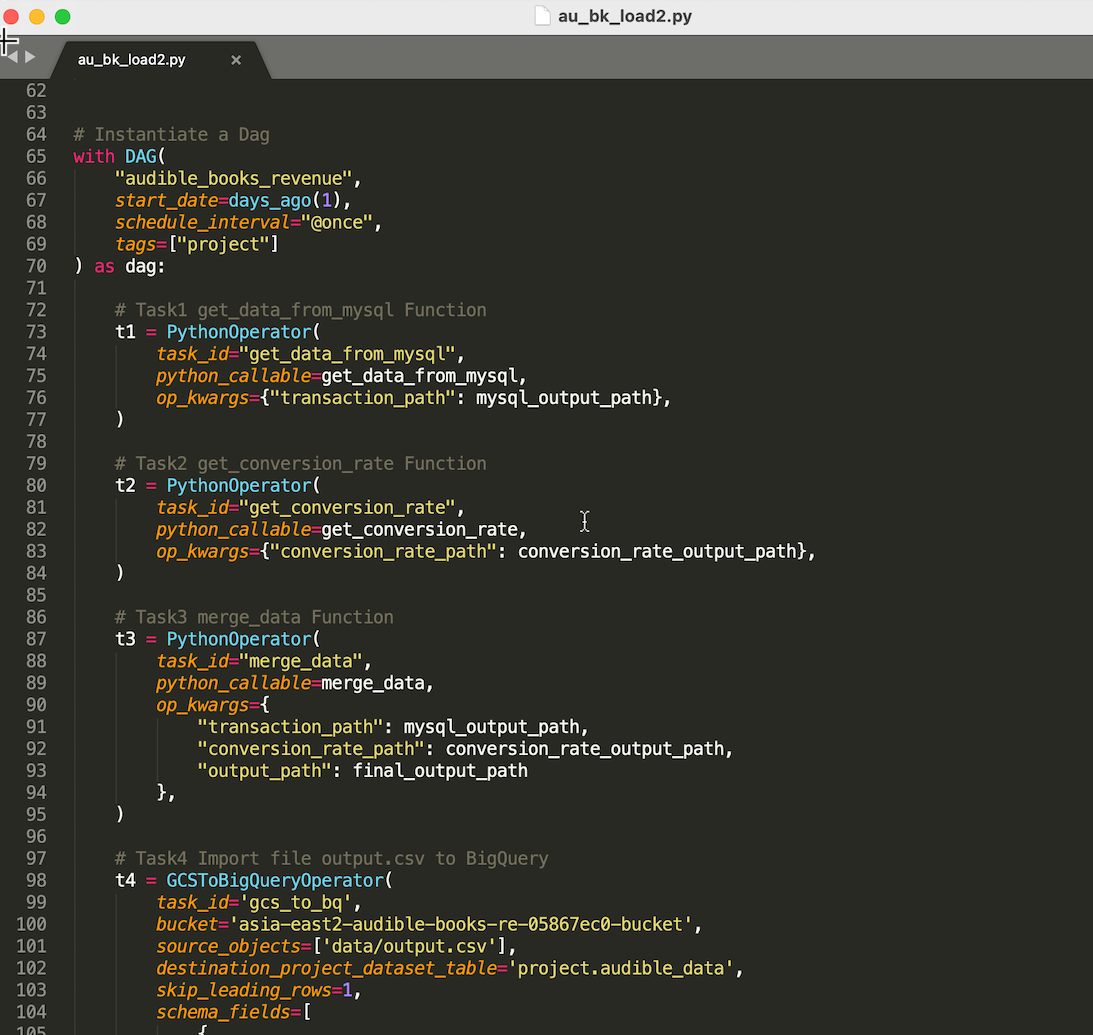 au_bk_load2.py
au_bk_load2.py ×
62
63
64 # Instantiate a Dag
65 with DAG(
66     "audible_books_revenue",
67     start_date=days_ago(1),
68     schedule_interval="@once",
69     tags=["project"]
70 ) as dag:
71
72     # Task1 get_data_from_mysql Function
73     t1 = PythonOperator(
74         task_id="get_data_from_mysql",
75         python_callable=get_data_from_mysql,
76         op_kwargs={"transaction_path": mysql_output_path},
77     )
78
79     # Task2 get_conversion_rate Function
80     t2 = PythonOperator(
81         task_id="get_conversion_rate",
82         python_callable=get_conversion_rate,
83         op_kwargs={"conversion_rate_path": conversion_rate_output_path},
84     )
85
86     # Task3 merge_data Function
87     t3 = PythonOperator(
88         task_id="merge_data",
89         python_callable=merge_data,
90         op_kwargs={
91             "transaction_path": mysql_output_path,
92             "conversion_rate_path": conversion_rate_output_path,
93             "output_path": final_output_path
94         },
95     )
96
97     # Task4 Import file output.csv to BigQuery
98     t4 = GCSToBigQueryOperator(
99         task_id='gcs_to_bq',
100         bucket='asia-east2-audible-books-re-05867ec0-bucket',
101         source_objects=['data/output.csv'],
102         destination_project_dataset_table='project.audible_data',
103         skip_leading_rows=1,
104         schema_fields=[
105             {